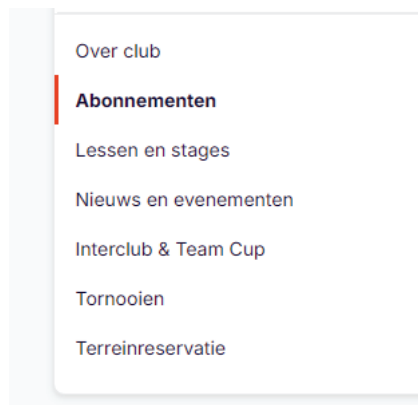 Over club
Abonnementen
Lessen en stages
Nieuws en evenementen
Interclub & Team Cup
Tornooien
Terreinreservatie